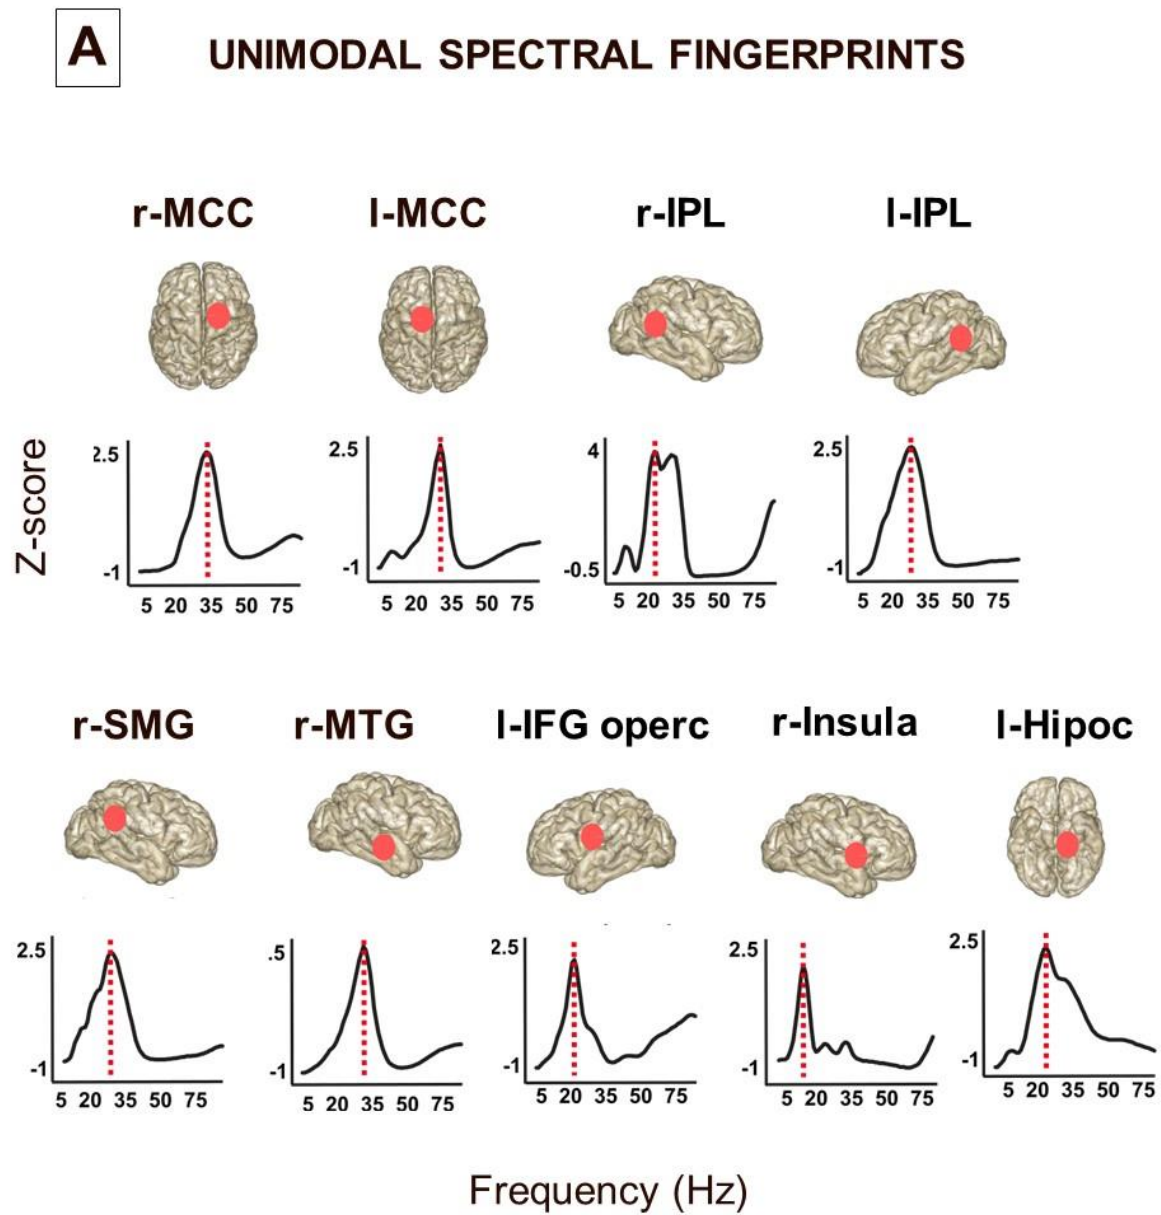 A UNIMODAL SPECTRAL FINGERPRINTS
r-MCC l-MCC r-IPL l-IPL
Z-score
2.5 2.5 4 2.5
-1 -1 -0.5 -1
5 20 35 50 75 5 20 35 50 75 5 20 35 50 75 5 20 35 50 75
r-SMG r-MTG l-IFG operc r-Insula l-Hipoc
2.5 .5 2.5 2.5 2.5
-1 -1 -1 -1 -1
5 20 35 50 75 5 20 35 50 75 5 20 35 50 75 5 20 35 50 75 5 20 35 50 75
Frequency (Hz)